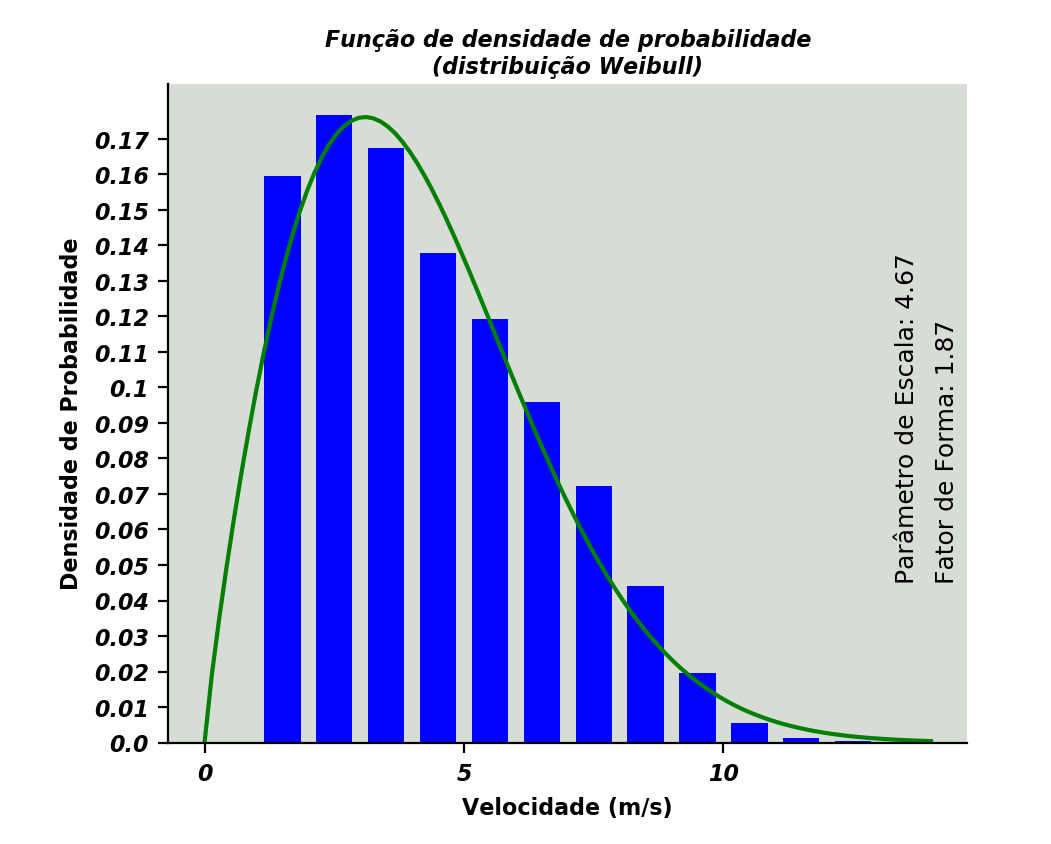 Função de densidade de probabilidade
(distribuição Weibull)
Densidade de Probabilidade
0.17
0.16
0.15
0.14
0.13
0.12
0.11
0.1
0.09
0.08
0.07
0.06
0.05
0.04
0.03
0.02
0.01
0.0
0 5 10
Velocidade (m/s)
Parâmetro de Escala: 4.67
Fator de Forma: 1.87